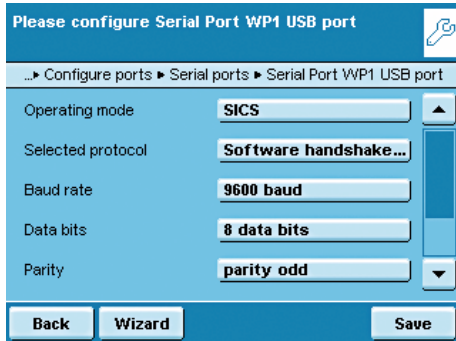 Please configure Serial Port WP1 USB port
...▸ Configure ports ▸ Serial ports ▸ Serial Port WP1 USB port
Operating mode SICS
Selected protocol Software handshake...
Baud rate 9600 baud
Data bits 8 data bits
Parity parity odd
Back Wizard Save